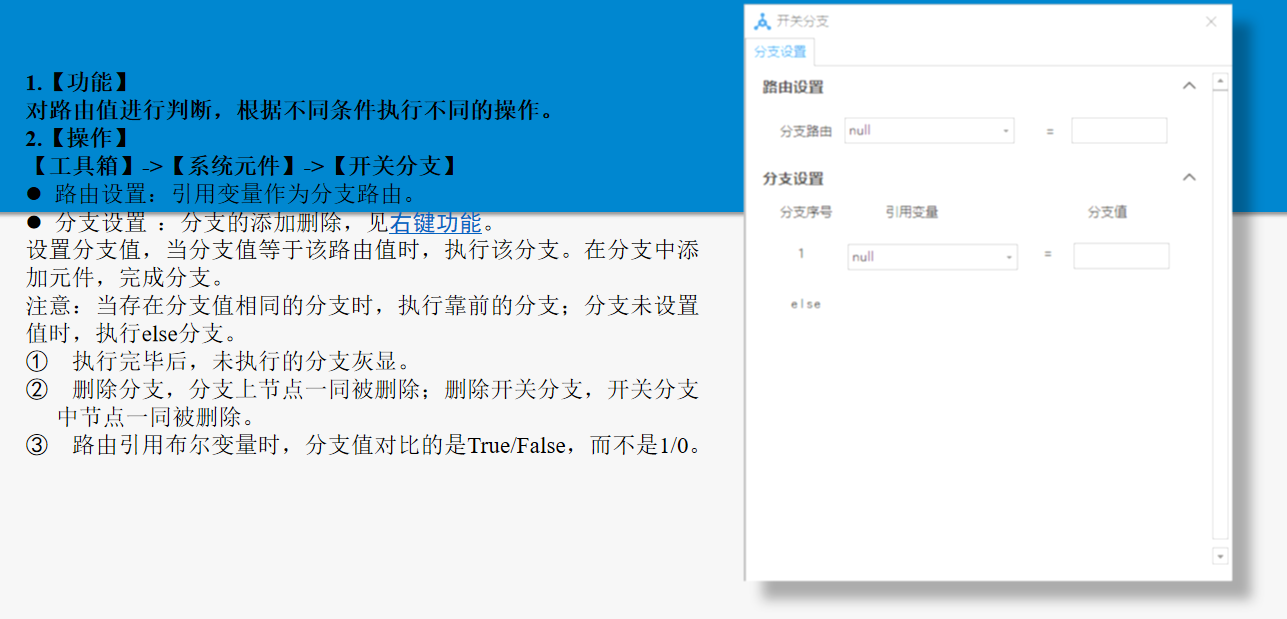 1.【功能】
对路由值进行判断，根据不同条件执行不同的操作。
2.【操作】
【工具箱】->【系统元件】->【开关分支】
● 路由设置：引用变量作为分支路由。
● 分支设置 ：分支的添加删除，见右键功能。
设置分支值，当分支值等于该路由值时，执行该分支。在分支中添
加元件，完成分支。
注意：当存在分支值相同的分支时，执行靠前的分支；分支未设置
值时，执行else分支。
① 执行完毕后，未执行的分支灰显。
② 删除分支，分支上节点一同被删除；删除开关分支，开关分支
中节点一同被删除。
③ 路由引用布尔变量时，分支值对比的是True/False，而不是1/0。
开关分支
分支设置
路由设置
分支路由 null =
分支设置
分支序号 引用变量 分支值
1 null =
else